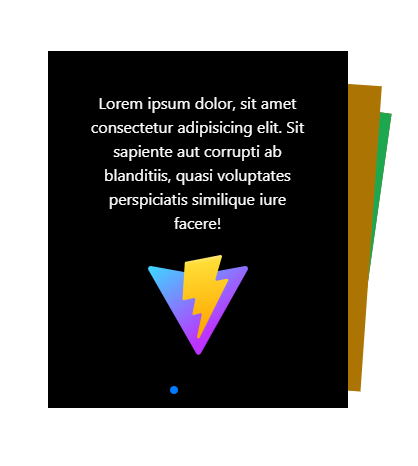 Lorem ipsum dolor, sit amet
consectetur adipisicing elit. Sit
sapiente aut corrupti ab
blanditiis, quasi voluptates
perspiciatis similique iure
facere!